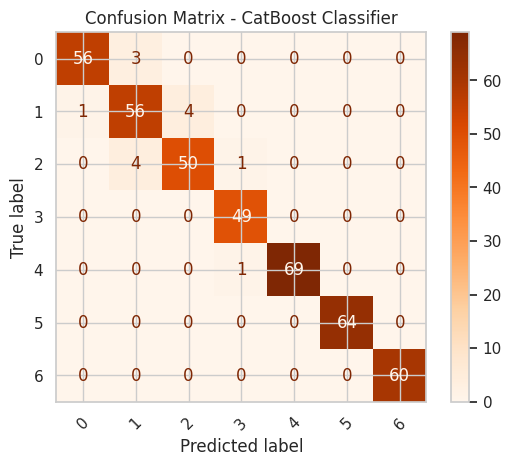 Confusion Matrix - CatBoost Classifier
0 56 3 0 0 0 0 0
1 1 56 4 0 0 0 0
2 0 4 50 1 0 0 0
3 0 0 0 49 0 0 0
4 0 0 0 1 69 0 0
5 0 0 0 0 0 64 0
6 0 0 0 0 0 0 60
0 1 2 3 4 5 6
True label
Predicted label
60
50
40
30
20
10
0